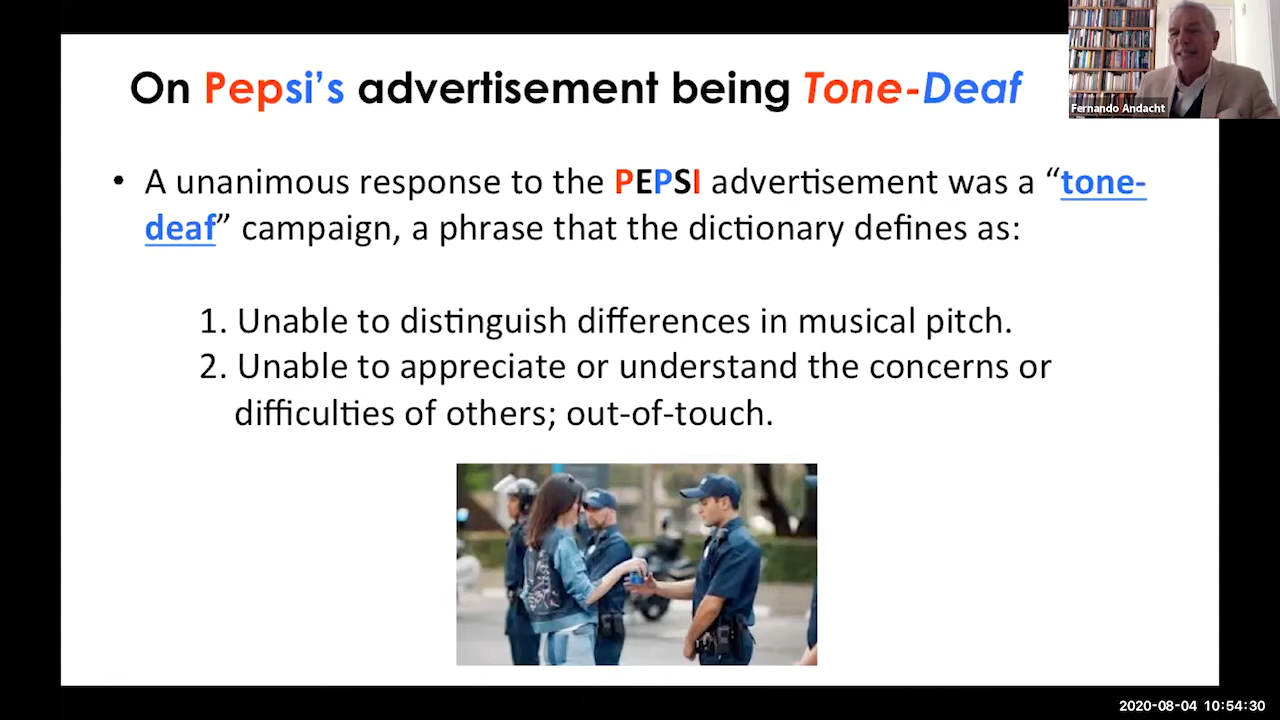 On Pepsi’s advertisement being Tone-Deaf
Fernando Andacht
• A unanimous response to the PEPSI advertisement was a “tone-
deaf” campaign, a phrase that the dictionary defines as:
1. Unable to distinguish differences in musical pitch.
2. Unable to appreciate or understand the concerns or
difficulties of others; out-of-touch.
2020-08-04 10:54:30